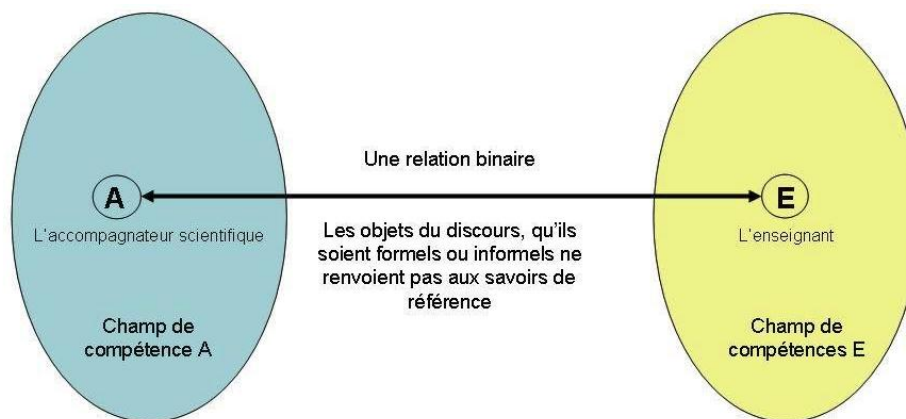 Une relation binaire
A
E
L'accompagnateur scientifique
L'enseignant
Les objets du discours, qu'ils
soient formels ou informels ne
renvoient pas aux savoirs de
référence
Champ de
compétence A
Champ de
compétences E